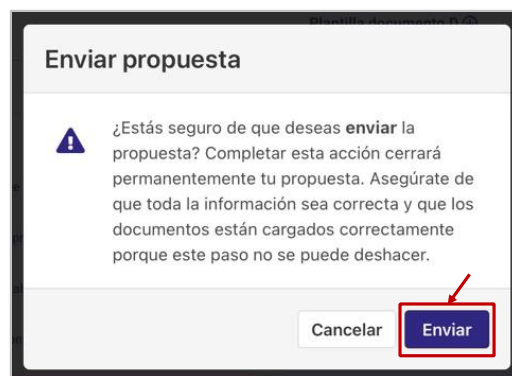 Plantilla documento D
Enviar propuesta
¿Estás seguro de que deseas enviar la
propuesta? Completar esta acción cerrará
permanentemente tu propuesta. Asegúrate de
que toda la información sea correcta y que los
documentos están cargados correctamente
porque este paso no se puede deshacer.
Cancelar
Enviar